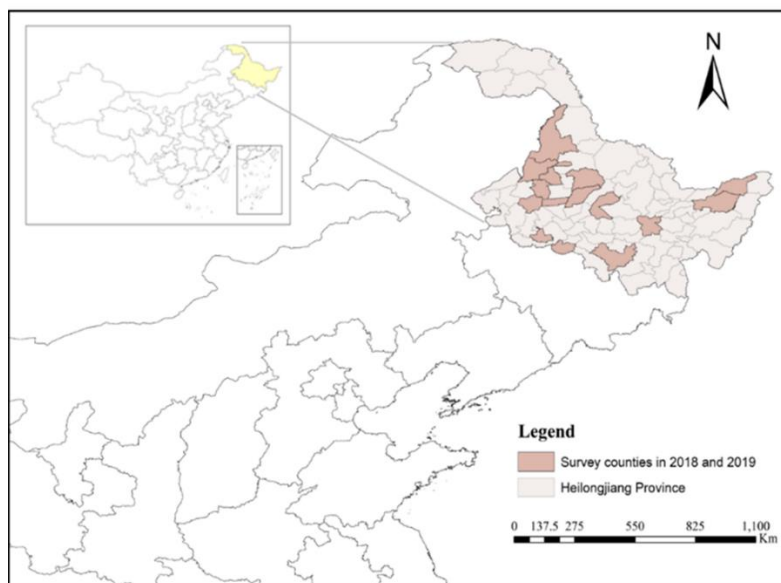 N
Legend
Survey counties in 2018 and 2019
Heilongjiang Province
0 137.5 275 550 825 1,100
Km